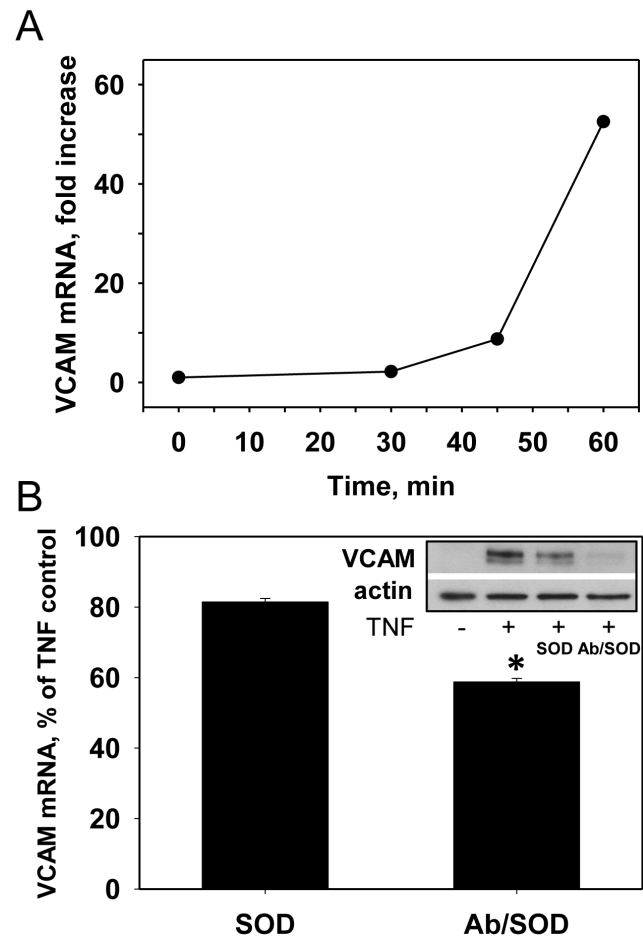 A
VCAM mRNA, fold increase
60
40
20
0
0 10 20 30 40 50 60
Time, min
B
VCAM mRNA, % of TNF control
100
80
60
40
20
0
VCAM
actin
TNF - + + +
SOD Ab/SOD
*
SOD Ab/SOD